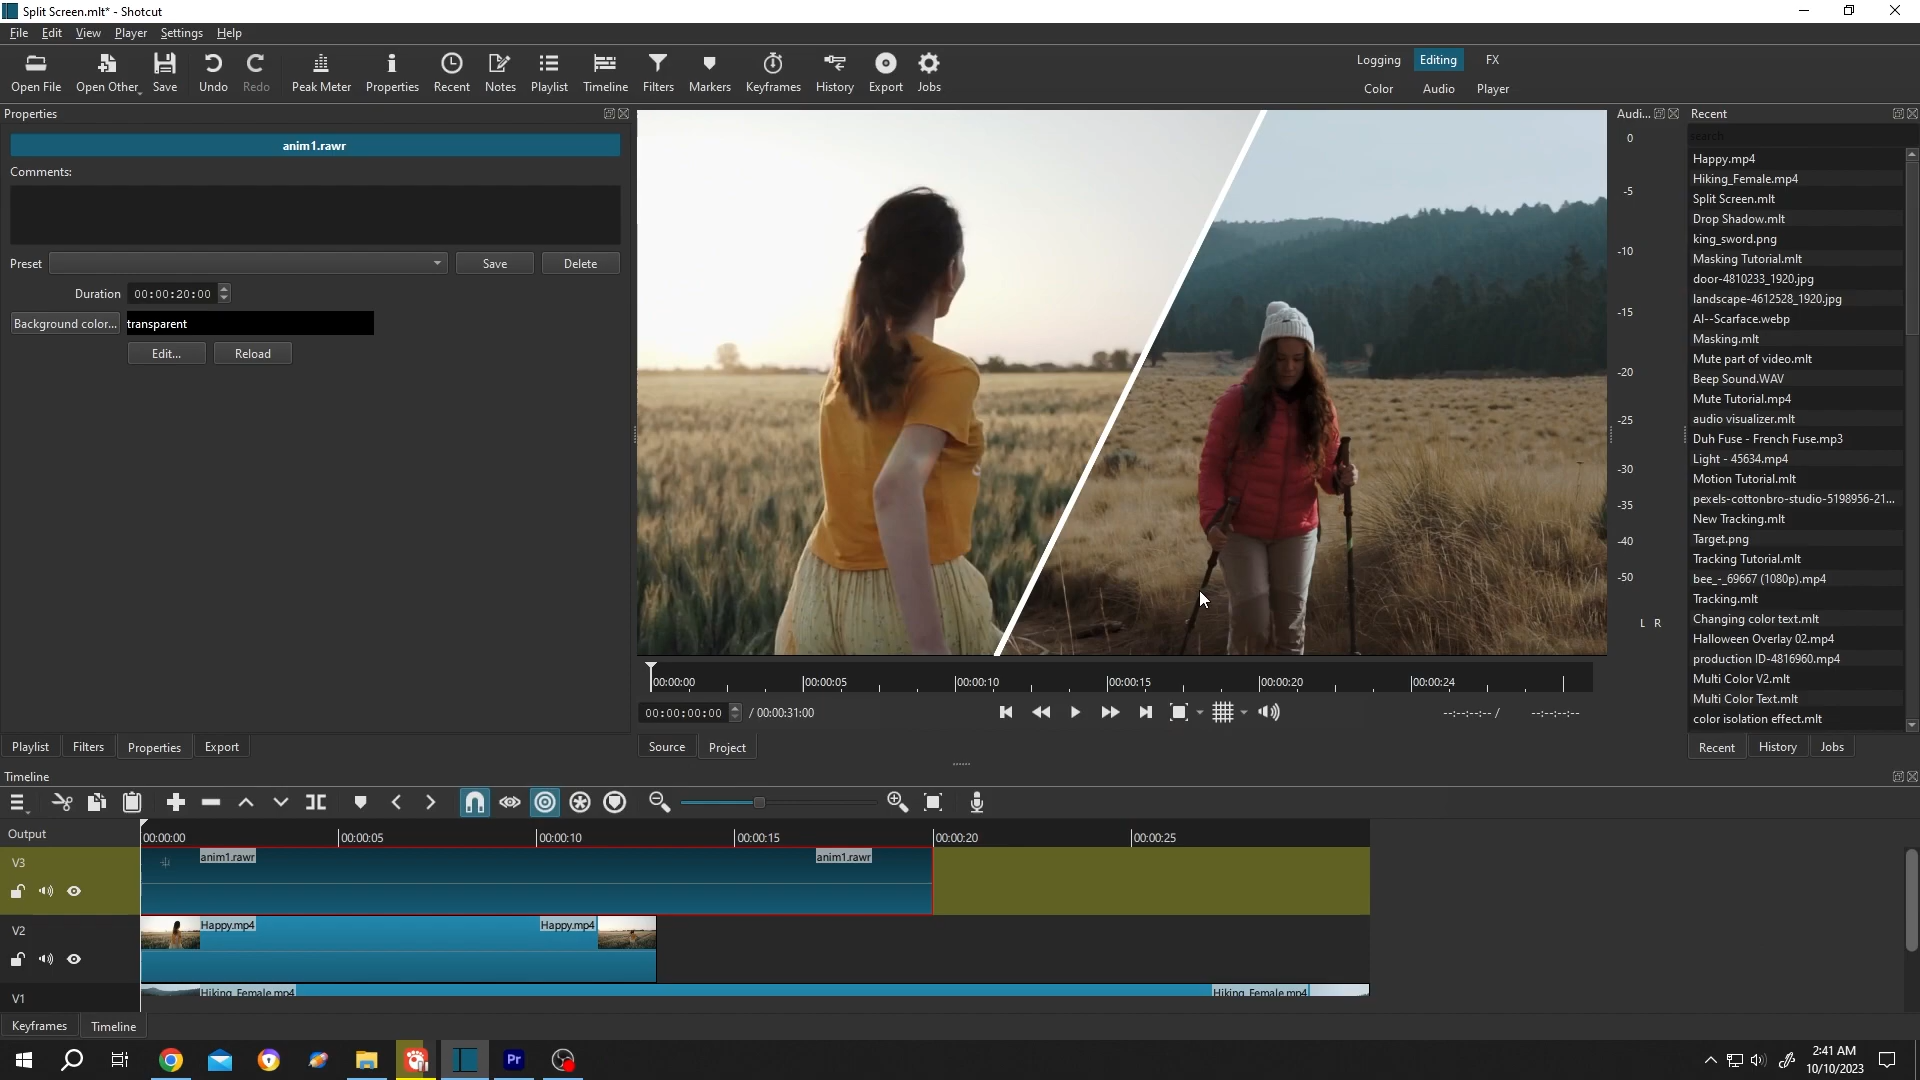 Split Screen.mlt* - Shotcut
File Edit View Player Settings Help
Open File Open Other Save Undo Redo Peak Meter Properties Recent Notes Playlist Timeline Filters Markers Keyframes History Export Jobs
Logging Editing FX
Color Audio Player
Properties
anim1.rawr
Comments:
Preset Save Delete
Duration 00:00:20:00
Background color... transparent
Edit... Reload
Playlist Filters Properties Export
00:00:00 00:00:05 00:00:10 00:00:15 00:00:20 00:00:24
00:00:00:00 / 00:00:31:00 --:--:--:-- / --:--:--:--
Source Project
Audi...
0
-5
-10
-15
-20
-25
-30
-35
-40
-50
L R
Recent
search
Happy.mp4
Hiking_Female.mp4
Split Screen.mlt
Drop Shadow.mlt
king_sword.png
Masking Tutorial.mlt
door-4810233_1920.jpg
landscape-4612528_1920.jpg
Al--Scarface.webp
Masking.mlt
Mute part of video.mlt
Beep Sound.WAV
Mute Tutorial.mp4
audio visualizer.mlt
Duh Fuse - French Fuse.mp3
Light - 45634.mp4
Motion Tutorial.mlt
pexels-cottonbro-studio-5198956-21...
New Tracking.mlt
Target.png
Tracking Tutorial.mlt
bee_-_69667 (1080p).mp4
Tracking.mlt
Changing color text.mlt
Halloween Overlay 02.mp4
production ID-4816960.mp4
Multi Color V2.mlt
Multi Color Text.mlt
color isolation effect.mlt
Recent History Jobs
Timeline
Output 00:00:00 00:00:05 00:00:10 00:00:15 00:00:20 00:00:25
V3 anim1.rawr anim1.rawr
V2 Happy.mp4 Happy.mp4
V1 Hiking_Female.mp4 Hiking_Female.mp4
Keyframes Timeline
Pr
2:41 AM
10/10/2023